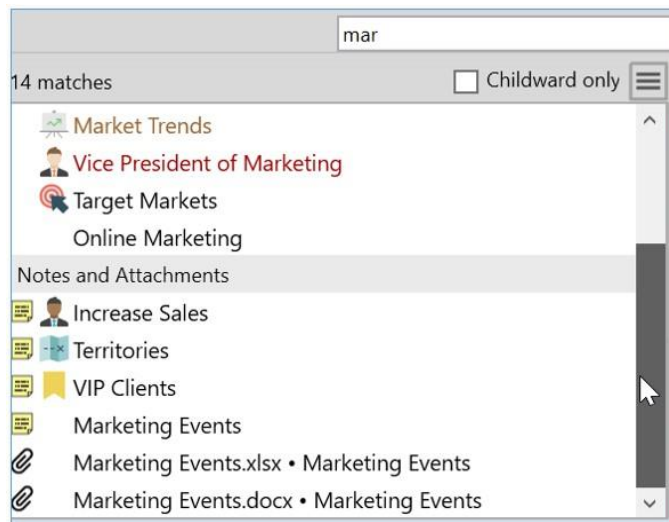 mar
14 matches
Childward only
Market Trends
Vice President of Marketing
Target Markets
Online Marketing
Notes and Attachments
Increase Sales
Territories
VIP Clients
Marketing Events
Marketing Events.xlsx • Marketing Events
Marketing Events.docx • Marketing Events